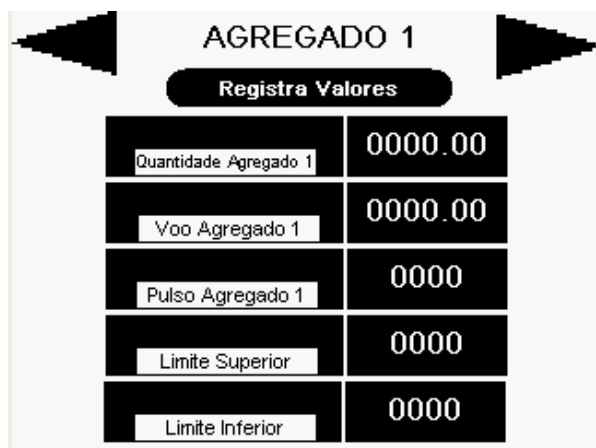 AGREGADO 1
Registra Valores
Quantidade Agregado 1 0000.00
Voo Agregado 1 0000.00
Pulso Agregado 1 0000
Limite Superior 0000
Limite Inferior 0000